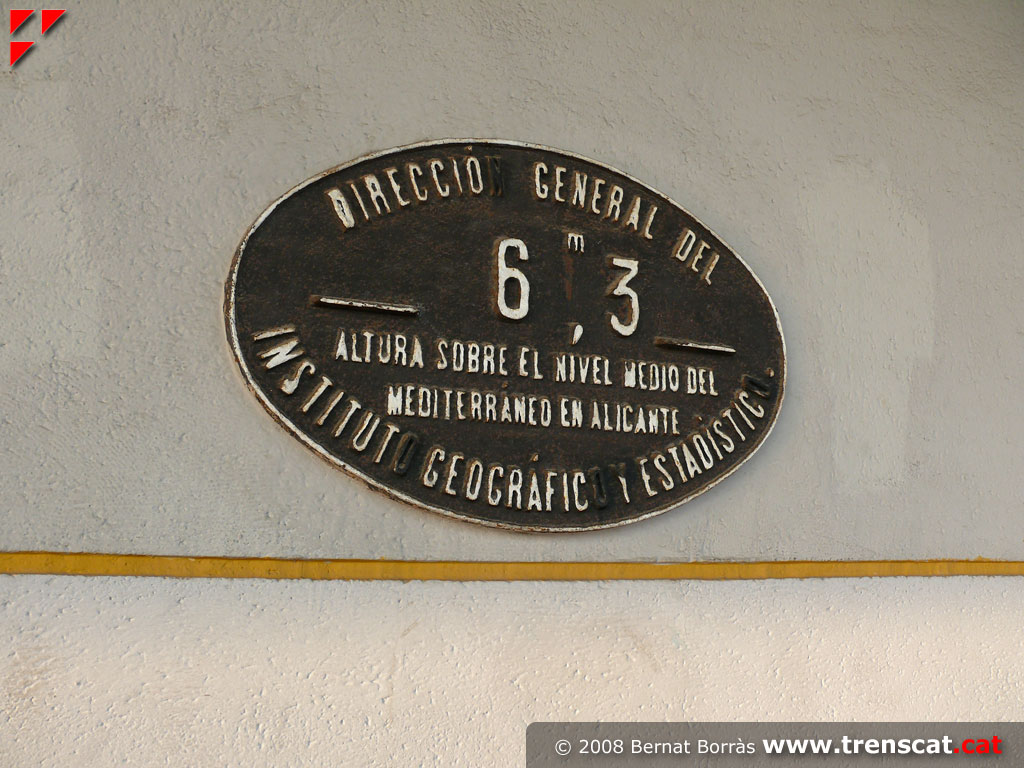 DIRECCIÓN GENERAL DEL
6m,3
ALTURA SOBRE EL NIVEL MEDIO DEL
MEDITERRÁNEO EN ALICANTE
INSTITUTO GEOGRÁFICO Y ESTADÍSTICO.
© 2008 Bernat Borràs www.trenscat.cat